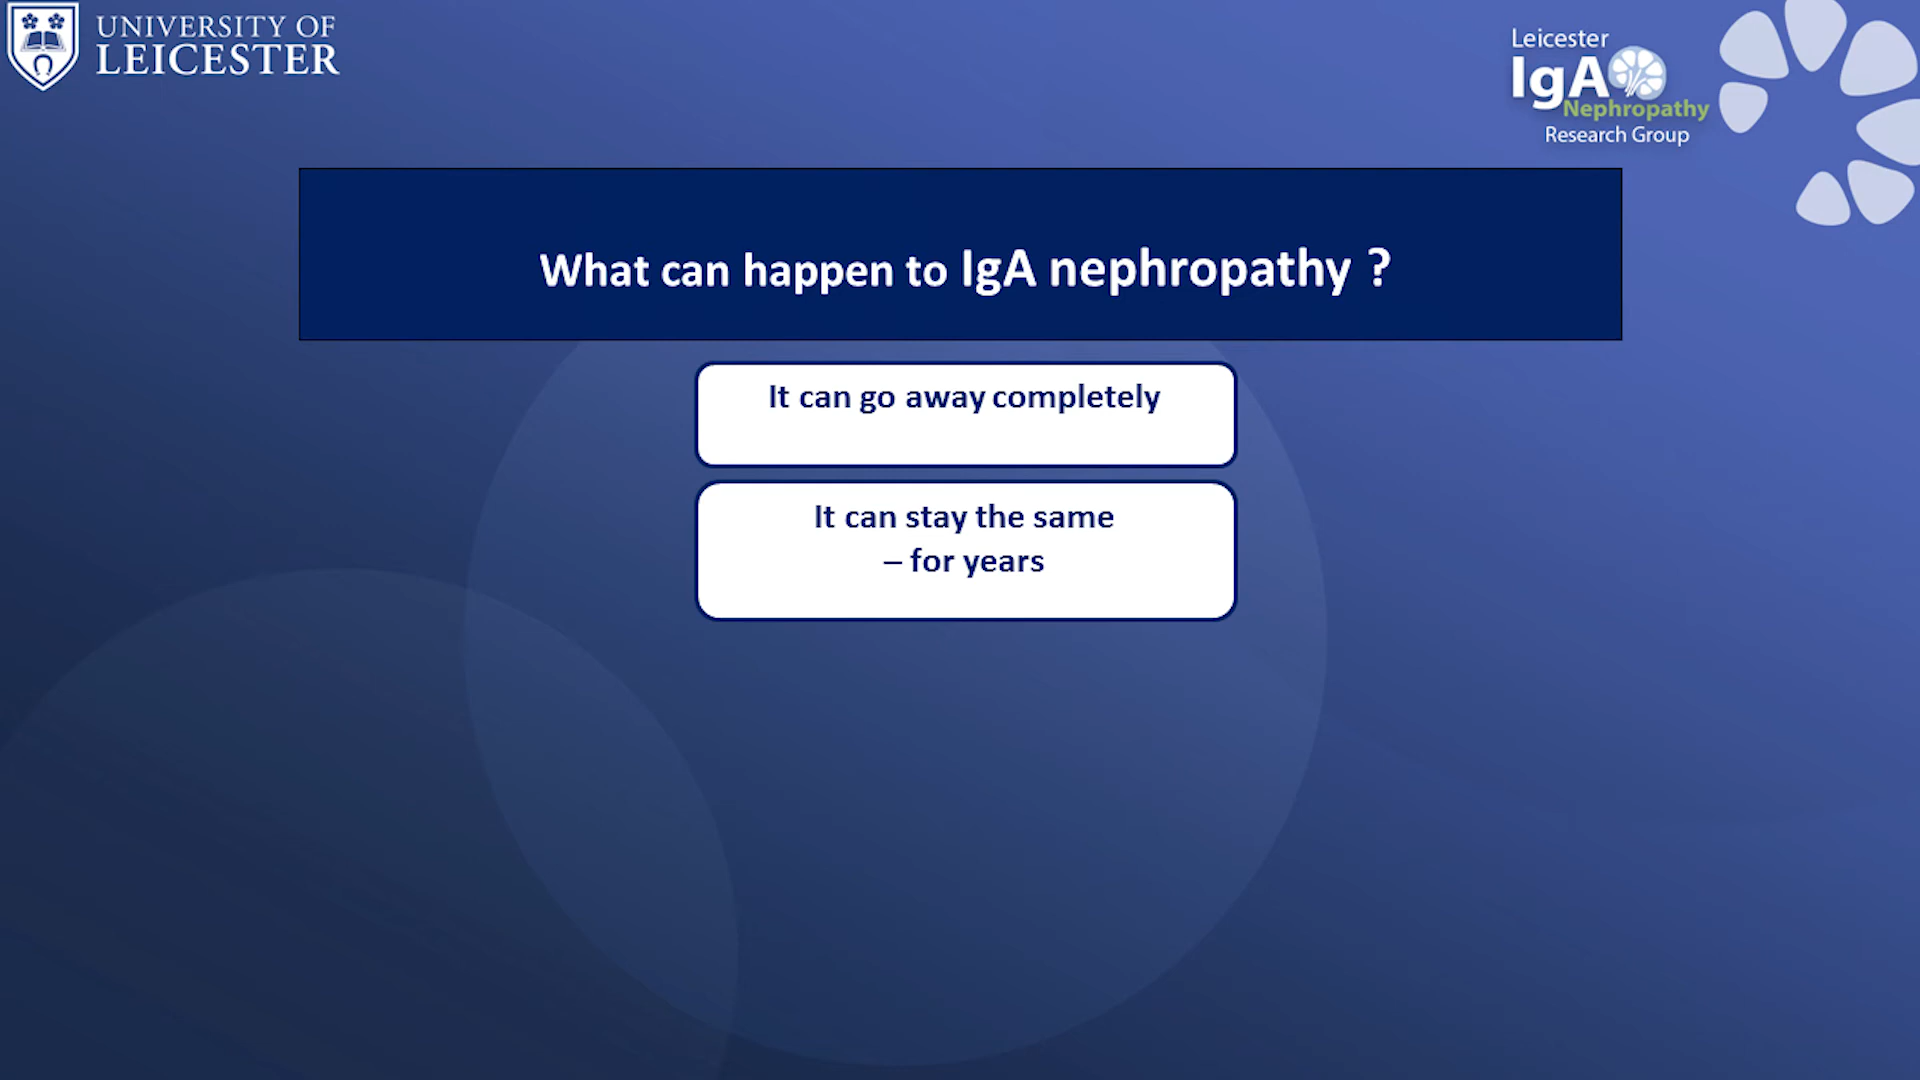 UNIVERSITY OF
LEICESTER
Leicester
IgA
Nephropathy
Research Group
What can happen to IgA nephropathy ?
It can go away completely
It can stay the same
– for years